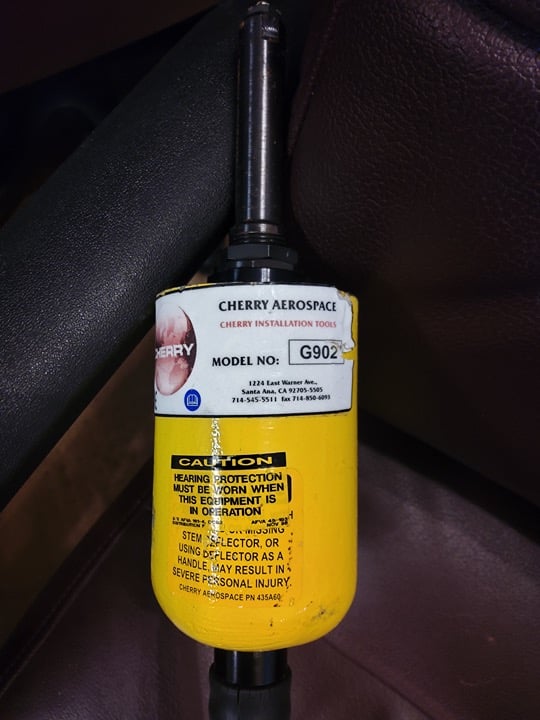 CHERRY AEROSPACE
CHERRY INSTALLATION TOOLS
CHERRY
MODEL NO: G902
1224 East Warner Ave.,
Santa Ana, CA 92705-5505
714-545-5511 fax 714-850-6093
CAUTION
HEARING PROTECTION
MUST BE WORN WHEN
THIS EQUIPMENT IS
IN OPERATION
OR MISSING
STEM DEFLECTOR, OR
USING DEFLECTOR AS A
HANDLE, MAY RESULT IN
SEVERE PERSONAL INJURY.
CHERRY AEROSPACE PN 435A60